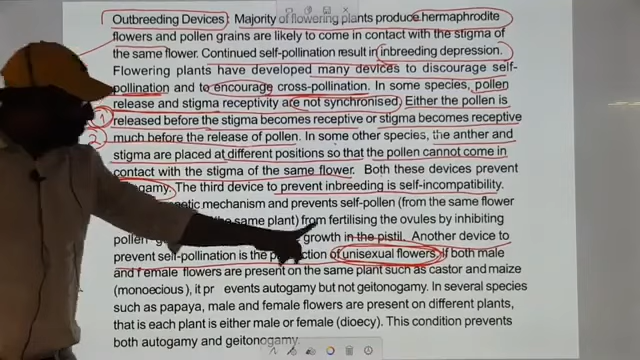 Outbreeding Devices: Majority of flowering plants produce hermaphrodite
flowers and pollen grains are likely to come in contact with the stigma of
the same flower. Continued self-pollination result in inbreeding depression.
Flowering plants have developed many devices to discourage self-
pollination and to encourage cross-pollination. In some species, pollen
release and stigma receptivity are not synchronised. Either the pollen is
1 released before the stigma becomes receptive or stigma becomes receptive
2 much before the release of pollen. In some other species, the anther and
stigma are placed at different positions so that the pollen cannot come in
contact with the stigma of the same flower. Both these devices prevent
The third device to prevent inbreeding is self-incompatibility.
mechanism and prevents self-pollen (from the same flower
the same plant) from fertilising the ovules by inhibiting
growth in the pistil. Another device to
prevent self-pollination is the of unisexual flowers. If both male
and female flowers are present on the same plant such as castor and maize
(monoecious), it pr events autogamy but not geitonogamy. In several species
such as papaya, male and female flowers are present on different plants,
that is each plant is either male or female (dioecy). This condition prevents
both autogamy and geitonogamy.